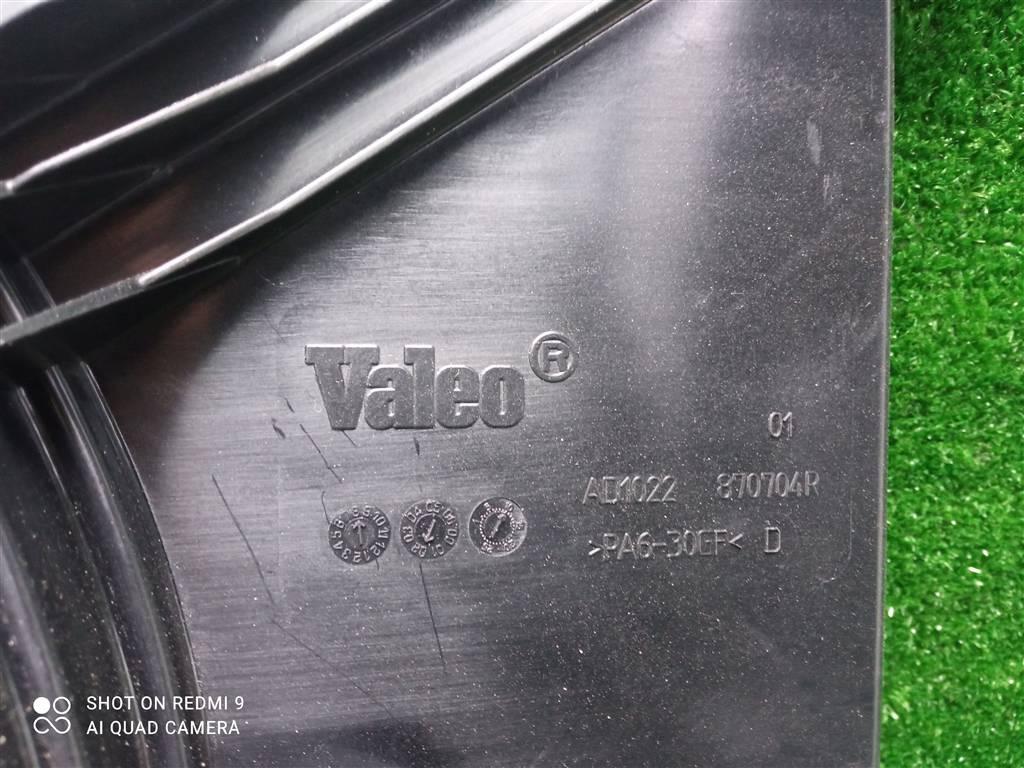 Valeo®
01
AD1022 870704R
>PA6-30GF< D
SHOT ON REDMI 9
AI QUAD CAMERA